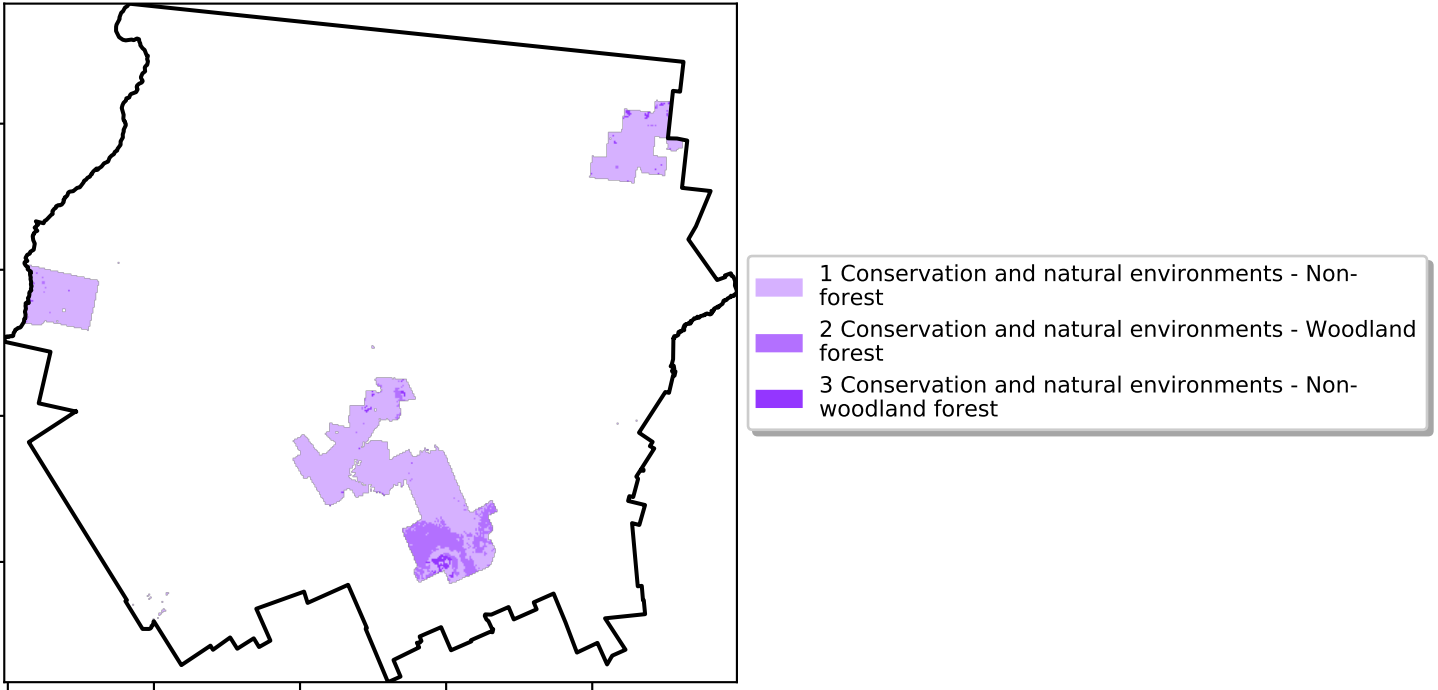 1 Conservation and natural environments - Non-
forest
2 Conservation and natural environments - Woodland
forest
3 Conservation and natural environments - Non-
woodland forest